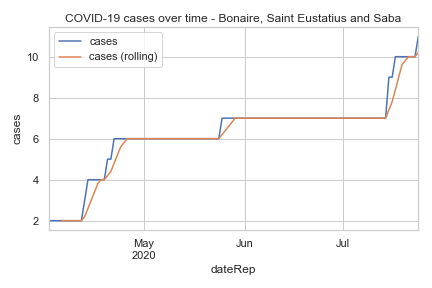 COVID-19 cases over time - Bonaire, Saint Eustatius and Saba
cases
cases (rolling)
10
8
6
4
2
cases
May
2020
Jun
Jul
dateRep